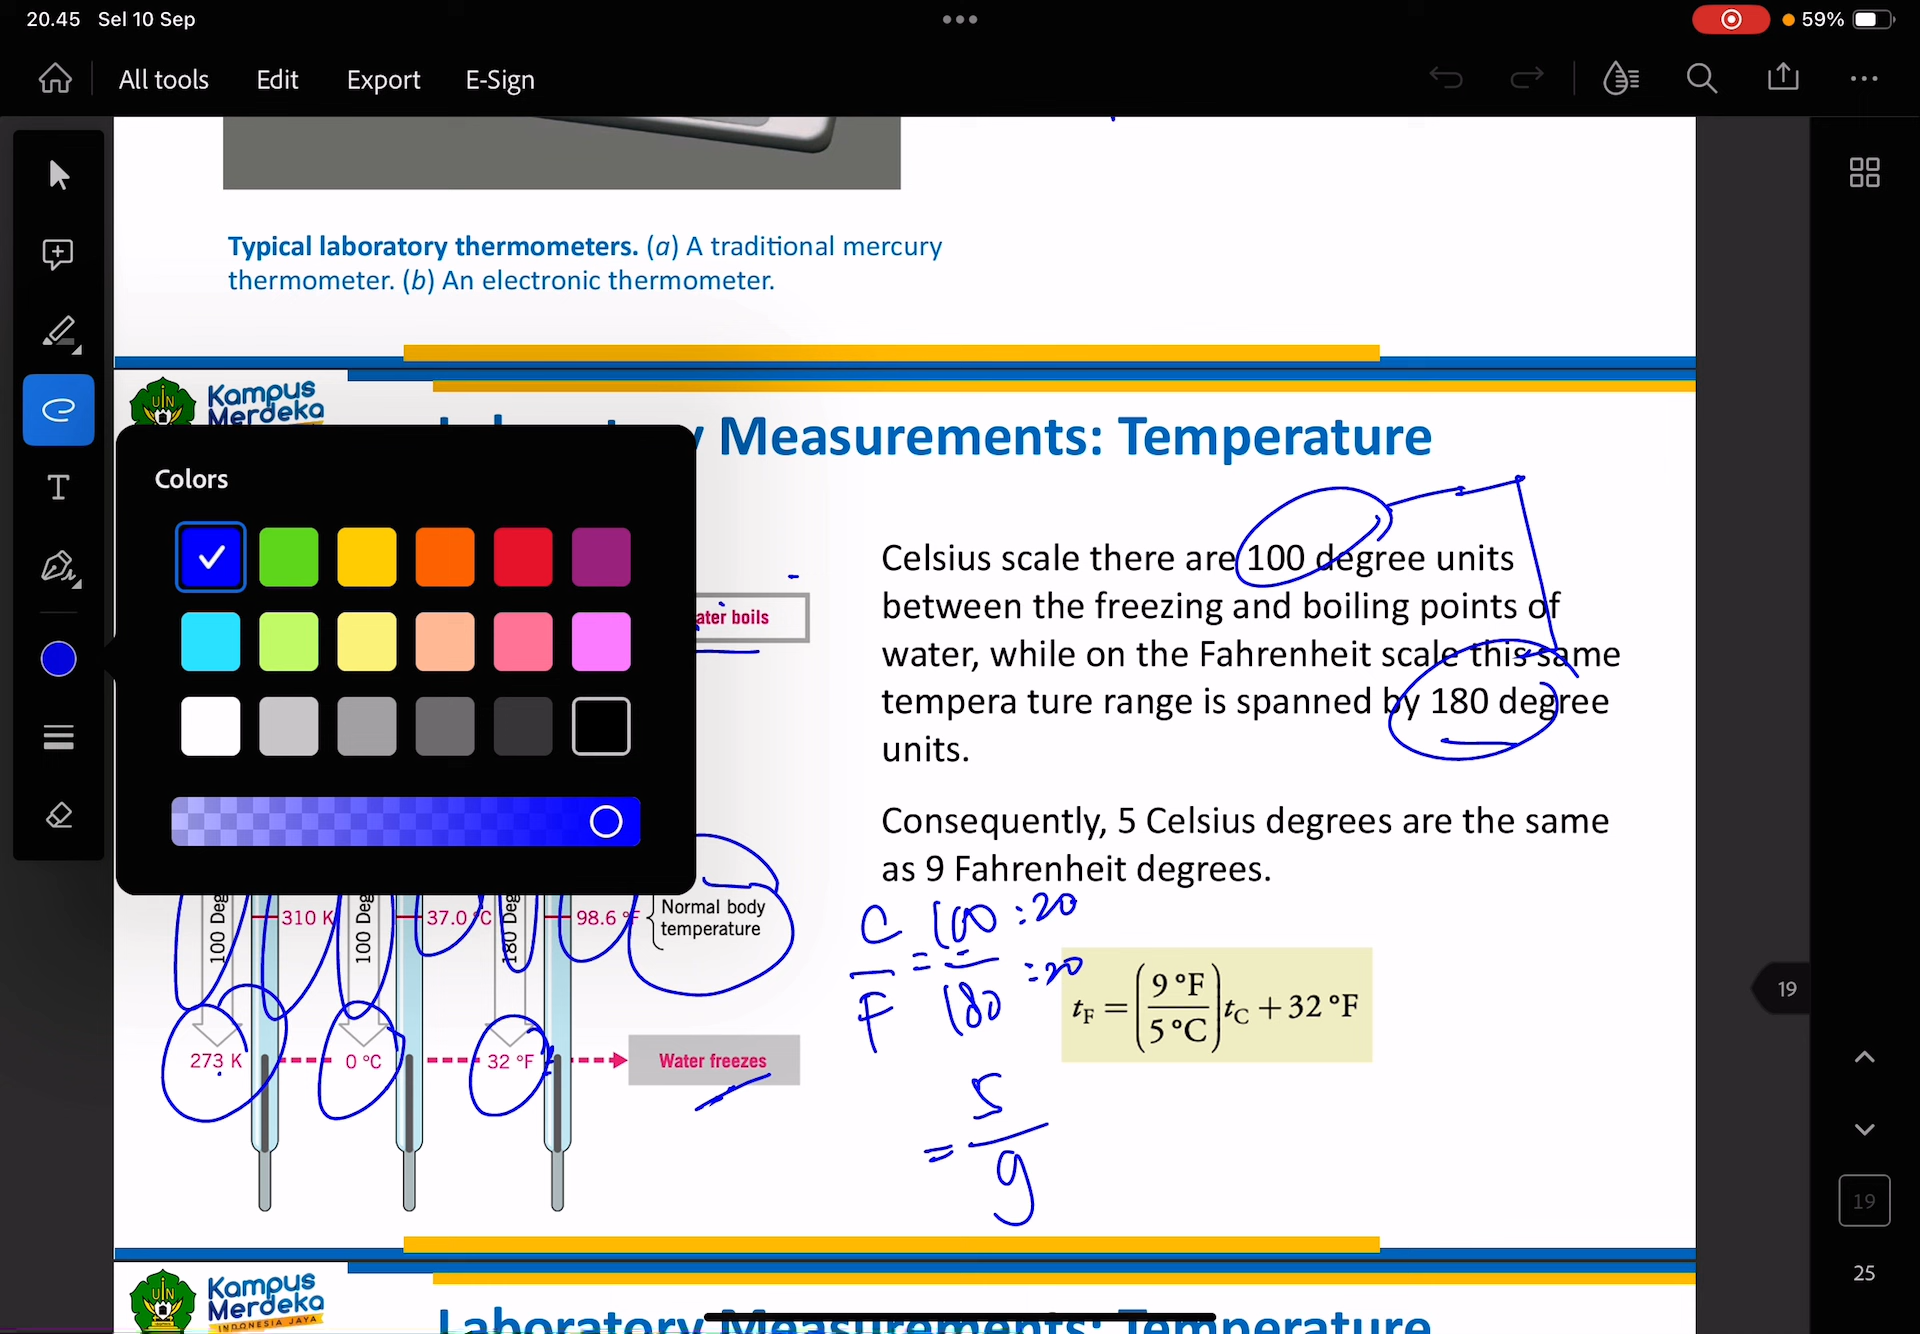 20.45 Sel 10 Sep
59%
All tools Edit Export E-Sign
Typical laboratory thermometers. (a) A traditional mercury
thermometer. (b) An electronic thermometer.
UIN
Kampus
Merdeka
Measurements: Temperature
Colors
Celsius scale there are 100 degree units
between the freezing and boiling points of
water, while on the Fahrenheit scale this same
tempera ture range is spanned by 180 degree
units.
ater boils
Consequently, 5 Celsius degrees are the same
as 9 Fahrenheit degrees.
100 Deg
310 K
100 Deg
37.0 °C
180 Deg
98.6 °F
Normal body
temperature
C/F = 100/180 :20 :20
= 5/9
tF = (9 °F / 5 °C) tC + 32 °F
273 K
0 °C
32 °F
Water freezes
19
19
25
UIN
Kampus
Merdeka
INDONESIA JAYA
Laboratory Measurements: Temperature